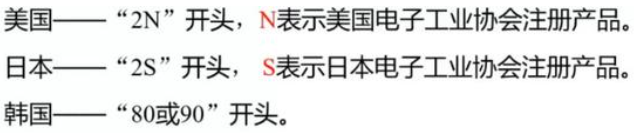 美国——“2N”开头，N表示美国电子工业协会注册产品。
日本——“2S”开头， S表示日本电子工业协会注册产品。
韩国——“80或90”开头。